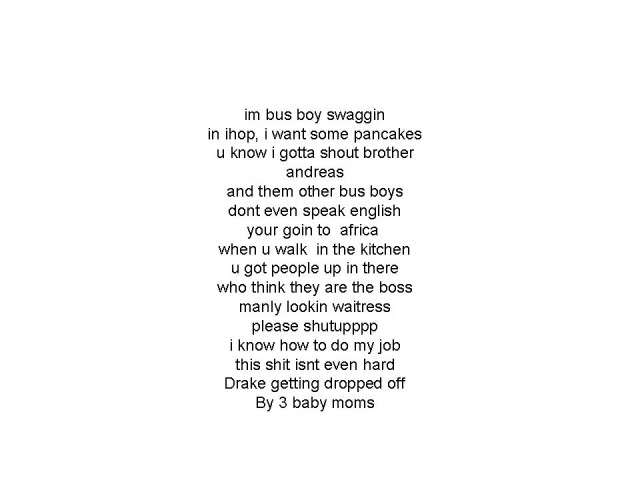 im bus boy swaggin
in ihop, i want some pancakes
u know i gotta shout brother
andreas
and them other bus boys
dont even speak english
your goin to  africa
when u walk  in the kitchen
u got people up in there
who think they are the boss
manly lookin waitress
please shutupppp
i know how to do my job
this shit isnt even hard
Drake getting dropped off
By 3 baby moms